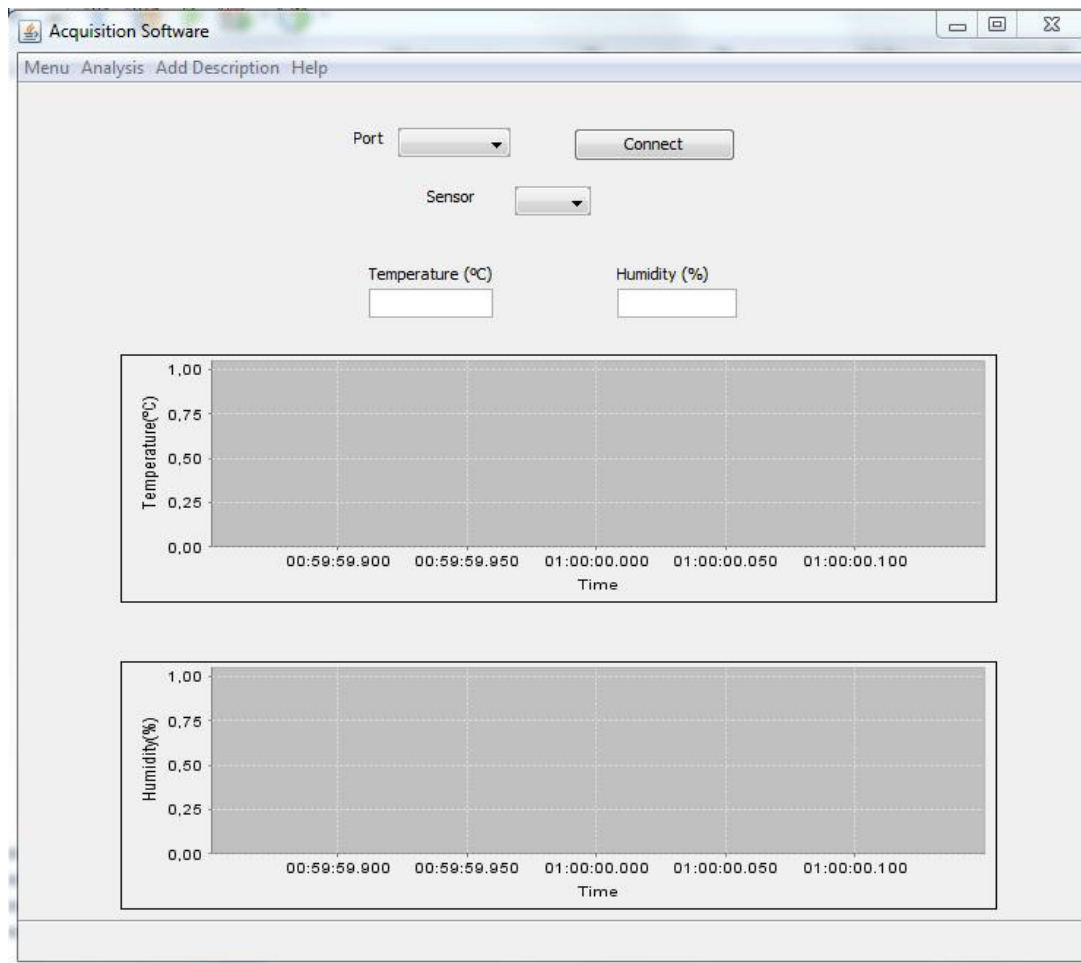 Acquisition Software
Menu Analysis Add Description Help
Port Connect
Sensor
Temperature (ºC) Humidity (%)
1,00
0,75
0,50
0,25
0,00
Temperature(ºC)
00:59:59.900 00:59:59.950 01:00:00.000 01:00:00.050 01:00:00.100
Time
1,00
0,75
0,50
0,25
0,00
Humidity(%)
00:59:59.900 00:59:59.950 01:00:00.000 01:00:00.050 01:00:00.100
Time